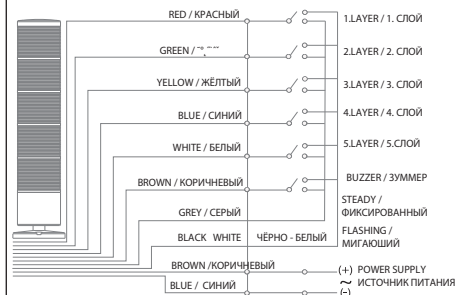 RED / КРАСНЫЙ
1.LAYER / 1. СЛОЙ
GREEN /
2.LAYER / 2. СЛОЙ
YELLOW / ЖЁЛТЫЙ
3.LAYER / 3. СЛОЙ
BLUE / СИНИЙ
4.LAYER / 4. СЛОЙ
WHITE / БЕЛЫЙ
5.LAYER / 5.СЛОЙ
BROWN / КОРИЧНЕВЫЙ
BUZZER / ЗУММЕР
GREY / СЕРЫЙ
STEADY /
ФИКСИРОВАННЫЙ
BLACK WHITE ЧЁРНО - БЕЛЫЙ
FLASHING /
МИГАЮЩИЙ
BROWN /КОРИЧНЕВЫЙ
(+) POWER SUPPLY
~ ИСТОЧНИК ПИТАНИЯ
BLUE / СИНИЙ
(-)